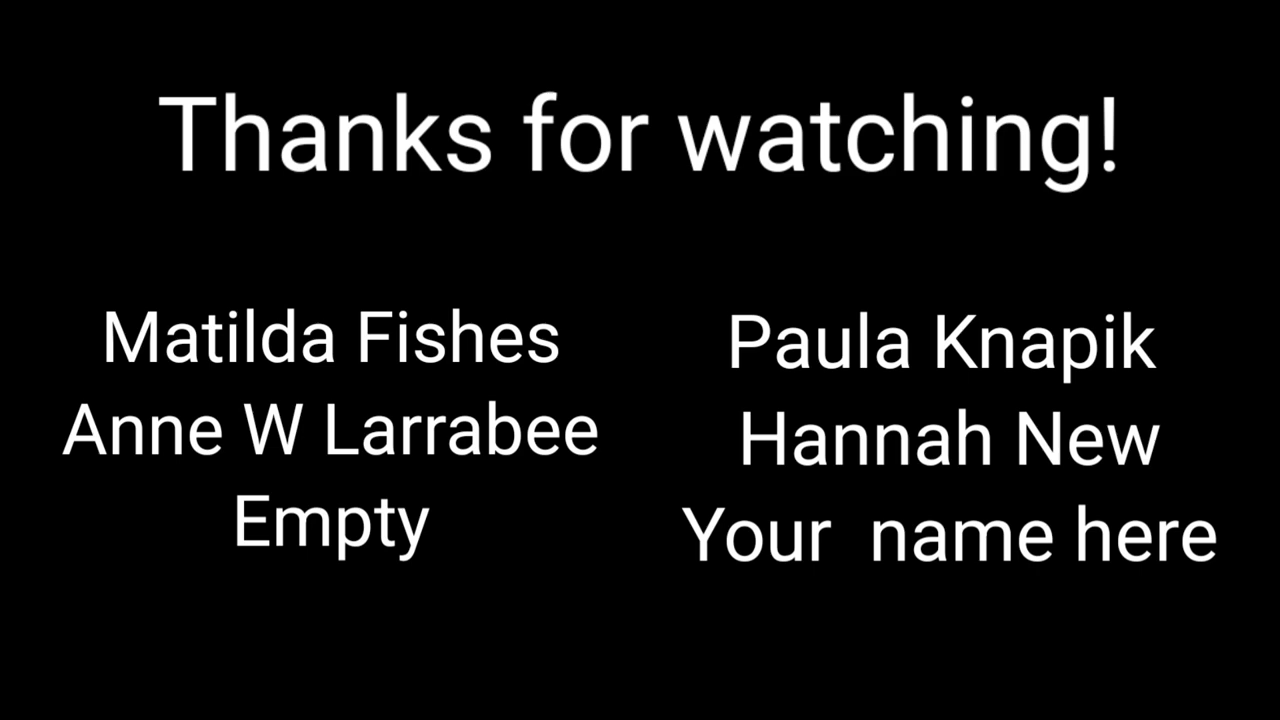 Thanks for watching!
Matilda Fishes
Anne W Larrabee
Empty
Paula Knapik
Hannah New
Your  name here